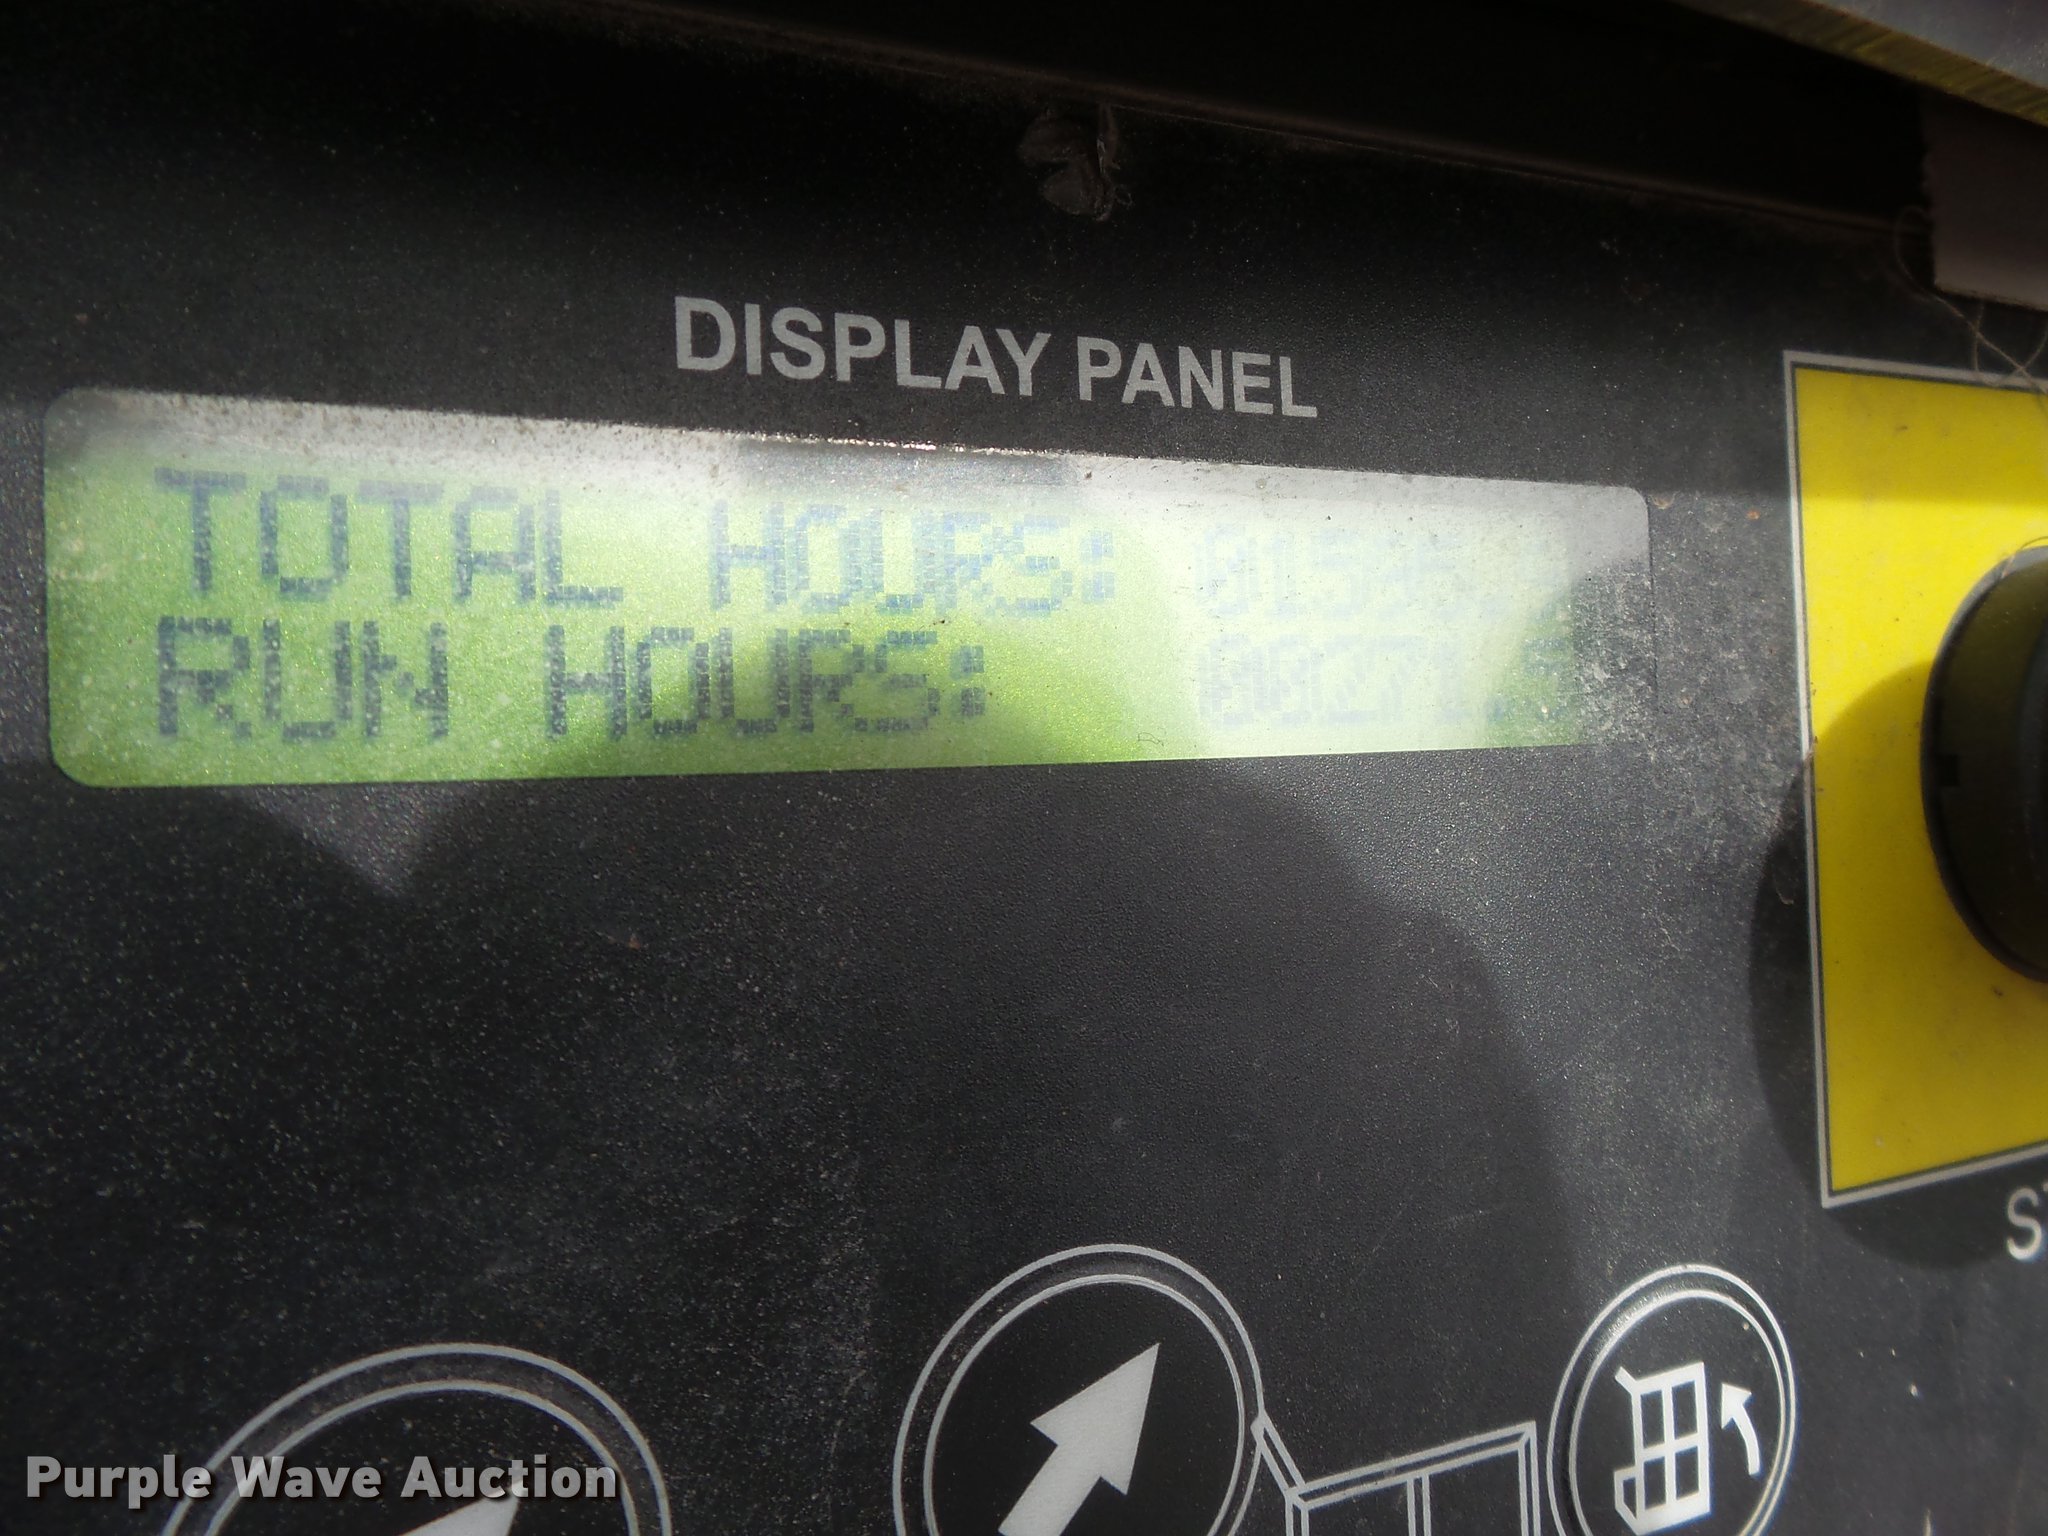 DISPLAY PANEL
TOTAL HOURS:
RUN HOURS:
Purple Wave Auction